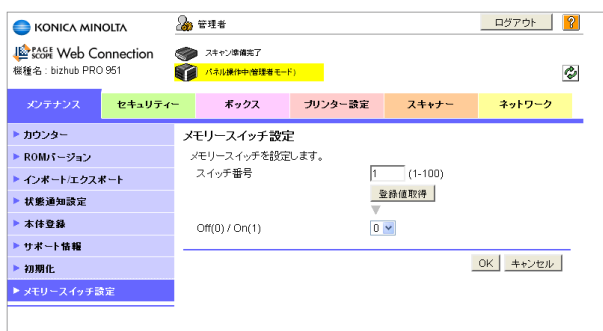 KONICA MINOLTA
管理者
ログアウト
?
PAGE SCOPE Web Connection
スキャン準備完了
機種名 : bizhub PRO 951
パネル操作中(管理者モード)
メンテナンス
セキュリティー
ボックス
プリンター設定
スキャナー
ネットワーク
カウンター
ROMバージョン
インポート/エクスポート
状態通知設定
本体登録
サポート情報
初期化
メモリースイッチ設定
メモリースイッチ設定
メモリースイッチを設定します。
スイッチ番号
1
(1-100)
登録値取得
Off(0) / On(1)
0
OK
キャンセル